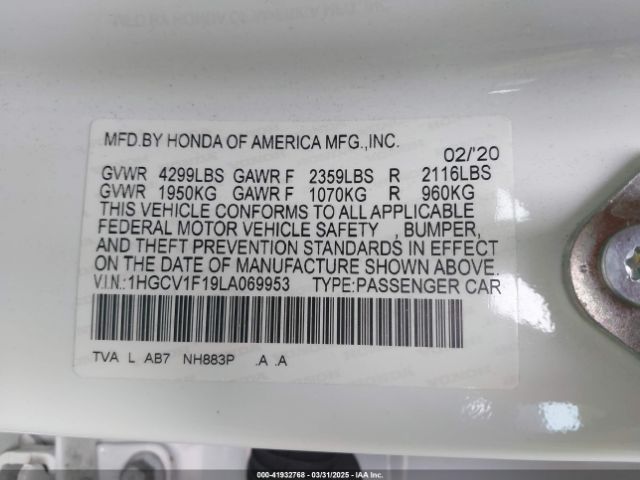 MFD.BY HONDA OF AMERICA MFG.,INC.
02/'20
GVWR 4299LBS GAWR F 2359LBS R 2116LBS
GVWR 1950KG GAWR F 1070KG R 960KG
THIS VEHICLE CONFORMS TO ALL APPLICABLE
FEDERAL MOTOR VEHICLE SAFETY , BUMPER,
AND THEFT PREVENTION STANDARDS IN EFFECT
ON THE DATE OF MANUFACTURE SHOWN ABOVE.
V.I.N.:1HGCV1F19LA069953 TYPE:PASSENGER CAR
TVA L AB7 NH883P .A .A
000-41932768 03/31/2025 IAA Inc.